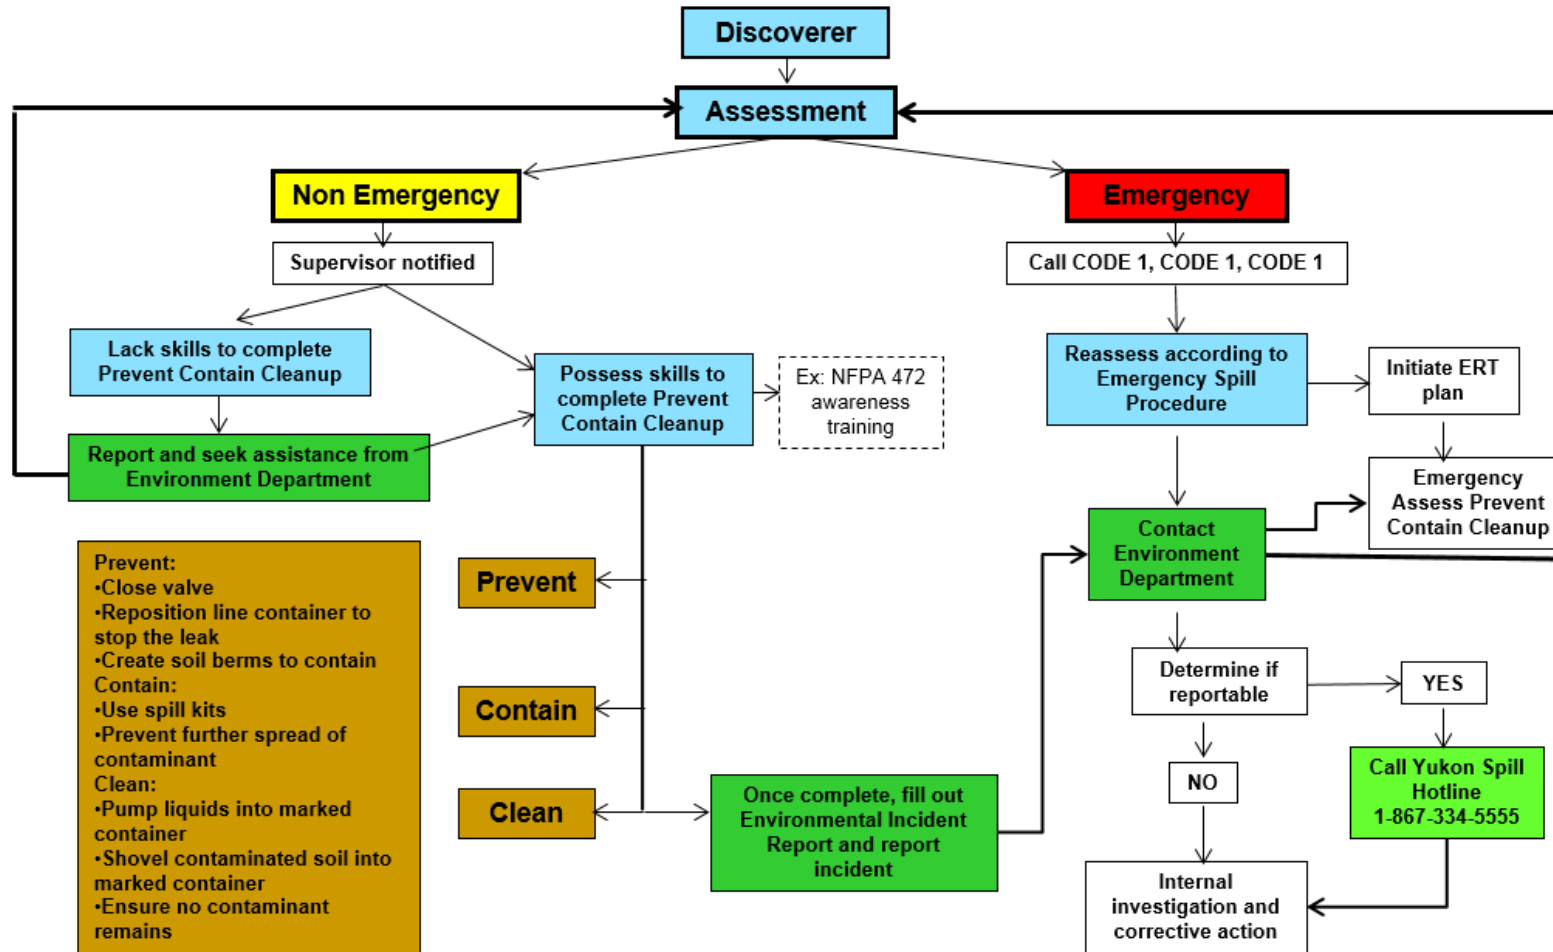 Discoverer
Assessment
Non Emergency
Emergency
Supervisor notified
Call CODE 1, CODE 1, CODE 1
Lack skills to complete
Prevent Contain Cleanup
Possess skills to
complete Prevent
Contain Cleanup
Ex: NFPA 472
awareness
training
Reassess according to
Emergency Spill
Procedure
Initiate ERT
plan
Report and seek assistance from
Environment Department
Emergency
Assess Prevent
Contain Cleanup
Contact
Environment
Department
Prevent:
•Close valve
•Reposition line container to
stop the leak
•Create soil berms to contain
Contain:
•Use spill kits
•Prevent further spread of
contaminant
Clean:
•Pump liquids into marked
container
•Shovel contaminated soil into
marked container
•Ensure no contaminant
remains
Prevent
Contain
Clean
Once complete, fill out
Environmental Incident
Report and report
incident
Determine if
reportable
YES
NO
Call Yukon Spill
Hotline
1-867-334-5555
Internal
investigation and
corrective action